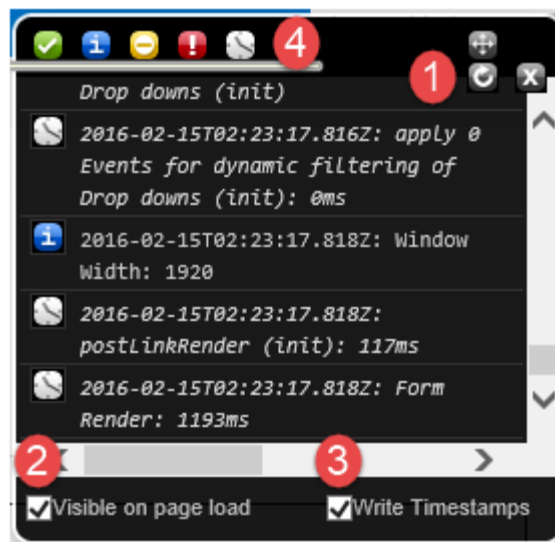 4
1
X
Drop downs (init)
2016-02-15T02:23:17.816Z: apply 0
Events for dynamic filtering of
Drop downs (init): 0ms
2016-02-15T02:23:17.818Z: Window
Width: 1920
2016-02-15T02:23:17.818Z:
postLinkRender (init): 117ms
2016-02-15T02:23:17.818Z: Form
Render: 1193ms
2
3
Visible on page load
Write Timestamps